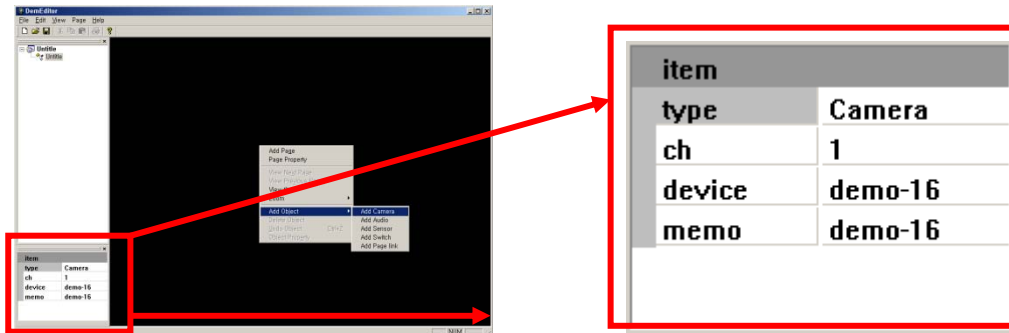 DemEditor
File Edit View Page Help
Untitle
Untitle
Add Page
Page Property
View Next Page
Zoom
Add Object
Delete Object
Undo Object Ctrl+Z
Object Property
Add Camera
Add Audio
Add Sensor
Add Switch
Add Page link
item
type Camera
ch 1
device demo-16
memo demo-16
NUM
item
type Camera
ch 1
device demo-16
memo demo-16